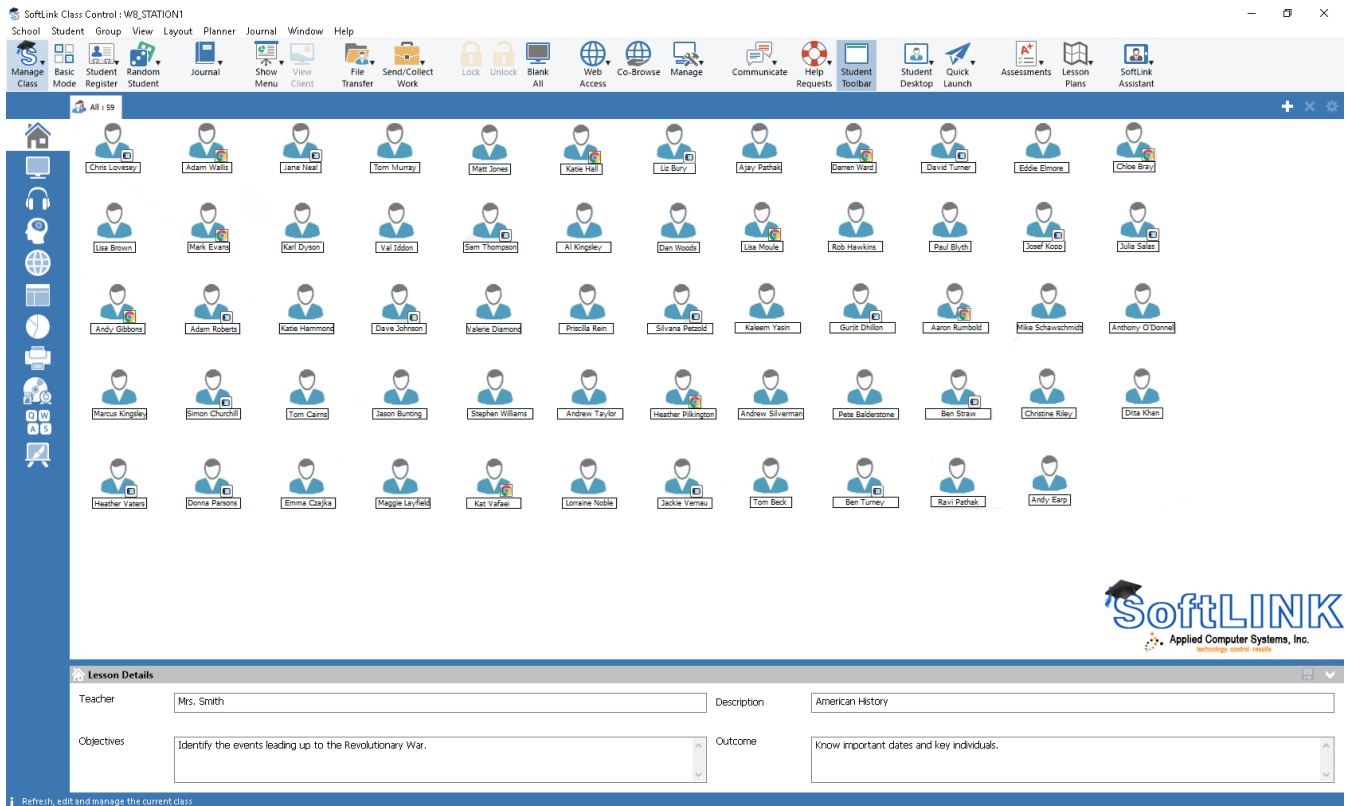 SoftLink Class Control : W8_STATION1
School Student Group View Layout Planner Journal Window Help
Manage Class Basic Mode Student Register Random Student Journal Show Menu View Client File Transfer Send/Collect Work Lock Unlock Blank All Web Access Co-Browse Manage Communicate Help Requests Student Toolbar Student Desktop Quick Launch Assessments Lesson Plans SoftLink Assistant
All : 59
Chris Lovesey Adam Wallis Jane Neal Tom Murray Matt Jones Katie Hall Liz Bury Ajay Pathak Darren Ward David Turner Eddie Elmore Chloe Bray
Lisa Brown Mark Evans Karl Dyson Val Iddon Sam Thompson Al Kingsley Dan Woods Lisa Moule Rob Hawkins Paul Blyth Josef Kopp Julia Salas
Andy Gibbons Adam Roberts Katie Hammond Dave Johnson Valerie Diamond Priscilla Rein Silvana Petzold Kaleem Yasin Gurjit Dhillon Aaron Rumbold Mike Schawschmidt Anthony O'Donnel
Marcus Kingsley Simon Churchill Tom Cairns Jason Bunting Stephen Williams Andrew Taylor Heather Pilkington Andrew Silverman Pete Balderstone Ben Straw Christine Riley Ditta Khan
Heather Vaters Donna Parsons Emma Czajka Maggie Layfield Kat Vafaei Lorraine Noble Jackie Vernau Tom Beck Ben Turney Ravi Pathak Andy Earp
Q W
A S
SoftLINK
Applied Computer Systems, Inc.
technology. control. results
Lesson Details
Teacher Mrs. Smith Description American History
Objectives Identify the events leading up to the Revolutionary War. Outcome Know important dates and key individuals.
Refresh, edit and manage the current class